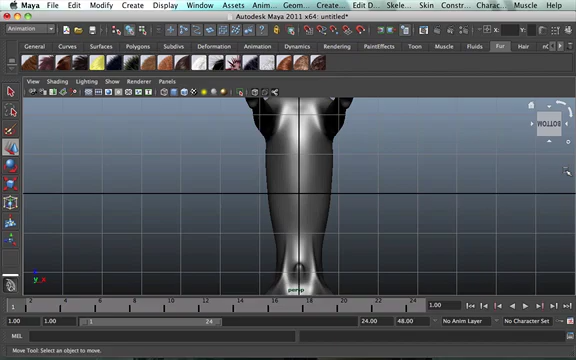 Maya File Edit Modify Create Display Window Assets Anim... Geom... Create... Edit D... Skele... Skin Constr... Charac... Muscle Help
Autodesk Maya 2011 x64: untitled*
Animation
X: Y:
General Curves Surfaces Polygons Subdivs Deformation Animation Dynamics Rendering PaintEffects Toon Muscle Fluids Fur Hair
View Shading Lighting Show Renderer Panels
BOTTOM
y x
persp
1 2 4 6 8 10 12 14 16 18 20 22 24 1.00
1.00 1.00 1 24 24.00 48.00 No Anim Layer No Character Set
MEL
Move Tool: Select an object to move.